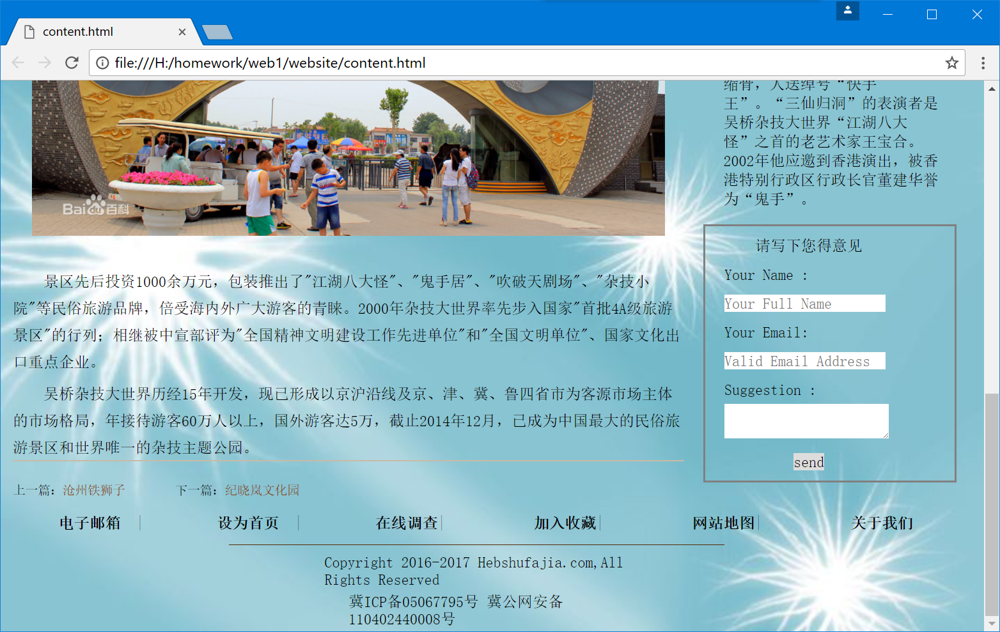 content.html
file:///H:/homework/web1/website/content.html
Bai百科
景区先后投资1000余万元，包装推出了"江湖八大怪"、"鬼手居"、"吹破天剧场"、"杂技小
院"等民俗旅游品牌，倍受海内外广大游客的青睐。2000年杂技大世界率先步入国家"首批4A级旅游
景区"的行列；相继被中宣部评为"全国精神文明建设工作先进单位"和"全国文明单位"、国家文化出
口重点企业。
吴桥杂技大世界历经15年开发，现已形成以京沪沿线及京、津、冀、鲁四省市为客源市场主体
的市场格局，年接待游客60万人以上，国外游客达5万，截止2014年12月，已成为中国最大的民俗旅
游景区和世界唯一的杂技主题公园。
上一篇：沧州铁狮子 下一篇：纪晓岚文化园
缩骨，人送绰号“快手
王”。“三仙归洞”的表演者是
吴桥杂技大世界“江湖八大
怪”之首的老艺术家王宝合。
2002年他应邀到香港演出，被香
港特别行政区行政长官董建华誉
为“鬼手”。
请写下您得意见
Your Name :
Your Full Name
Your Email:
Valid Email Address
Suggestion :
send
电子邮箱 设为首页 在线调查 加入收藏 网站地图 关于我们
Copyright 2016-2017 Hebshufajia.com,All
Rights Reserved
冀ICP备05067795号 冀公网安备
110402440008号